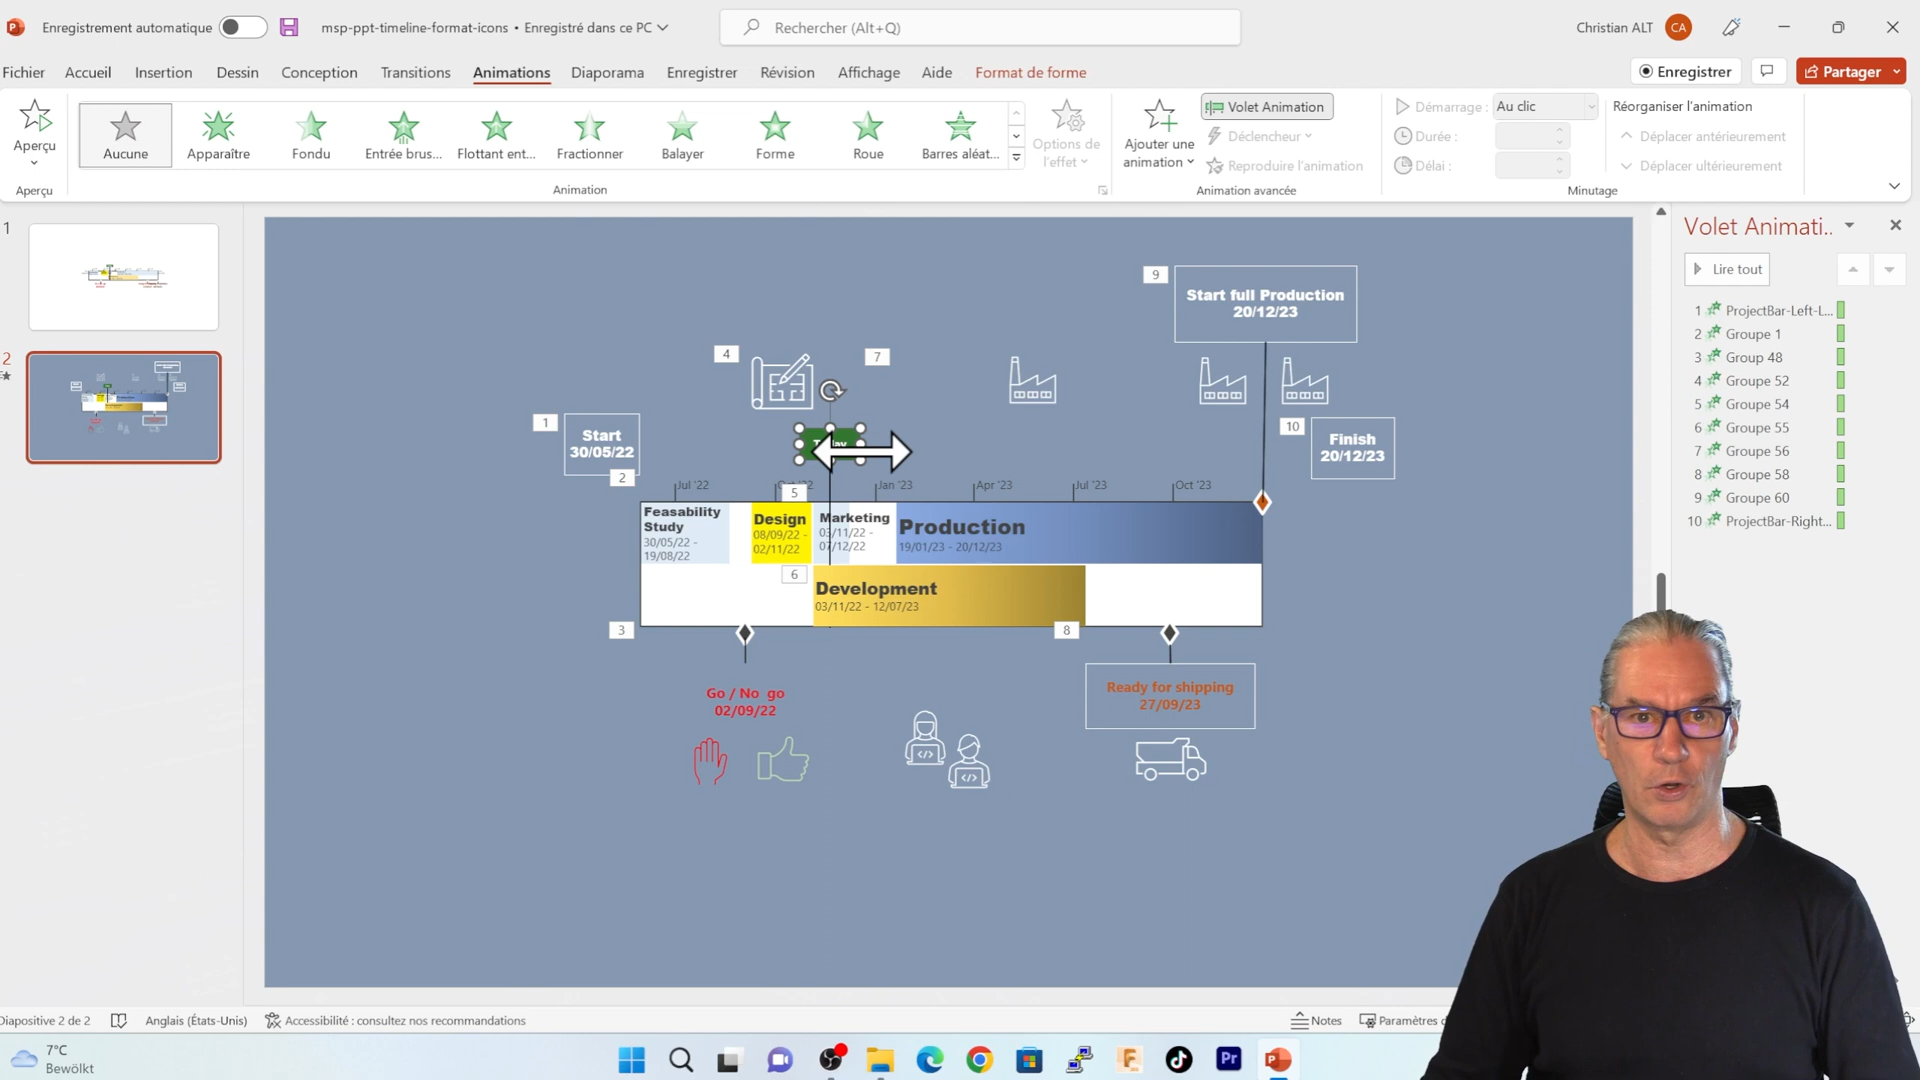 Enregistrement automatique
msp-ppt-timeline-format-icons • Enregistré dans ce PC
Rechercher (Alt+Q)
Christian ALT
CA
Fichier
Accueil
Insertion
Dessin
Conception
Transitions
Animations
Diaporama
Enregistrer
Révision
Affichage
Aide
Format de forme
Enregistrer
Partager
Aperçu
Aucune
Apparaître
Fondu
Entrée brus...
Flottant ent...
Fractionner
Balayer
Forme
Roue
Barres aléat...
Options de
l'effet
Ajouter une
animation
Volet Animation
Déclencheur
Reproduire l'animation
Démarrage :
Au clic
Durée :
Délai :
Réorganiser l'animation
Déplacer antérieurement
Déplacer ultérieurement
Aperçu
Animation
Animation avancée
Minutage
1
2
9
Start full Production
20/12/23
4
7
1
Start
30/05/22
2
10
Finish
20/12/23
Jul '22
Jan '23
Apr '23
Jul '23
Oct '23
5
Feasability
Study
30/05/22 -
19/08/22
Design
08/09/22 -
02/11/22
Marketing
03/11/22 -
07/12/22
Production
19/01/23 - 20/12/23
6
Development
03/11/22 - 12/07/23
3
8
Go / No go
02/09/22
Ready for shipping
27/09/23
Volet Animati..
Lire tout
1 ProjectBar-Left-L...
2 Groupe 1
3 Group 48
4 Groupe 52
5 Groupe 54
6 Groupe 55
7 Groupe 56
8 Groupe 58
9 Groupe 60
10 ProjectBar-Right...
Diapositive 2 de 2
Anglais (États-Unis)
Accessibilité : consultez nos recommandations
Notes
Paramètres
7°C
Bewölkt
Pr